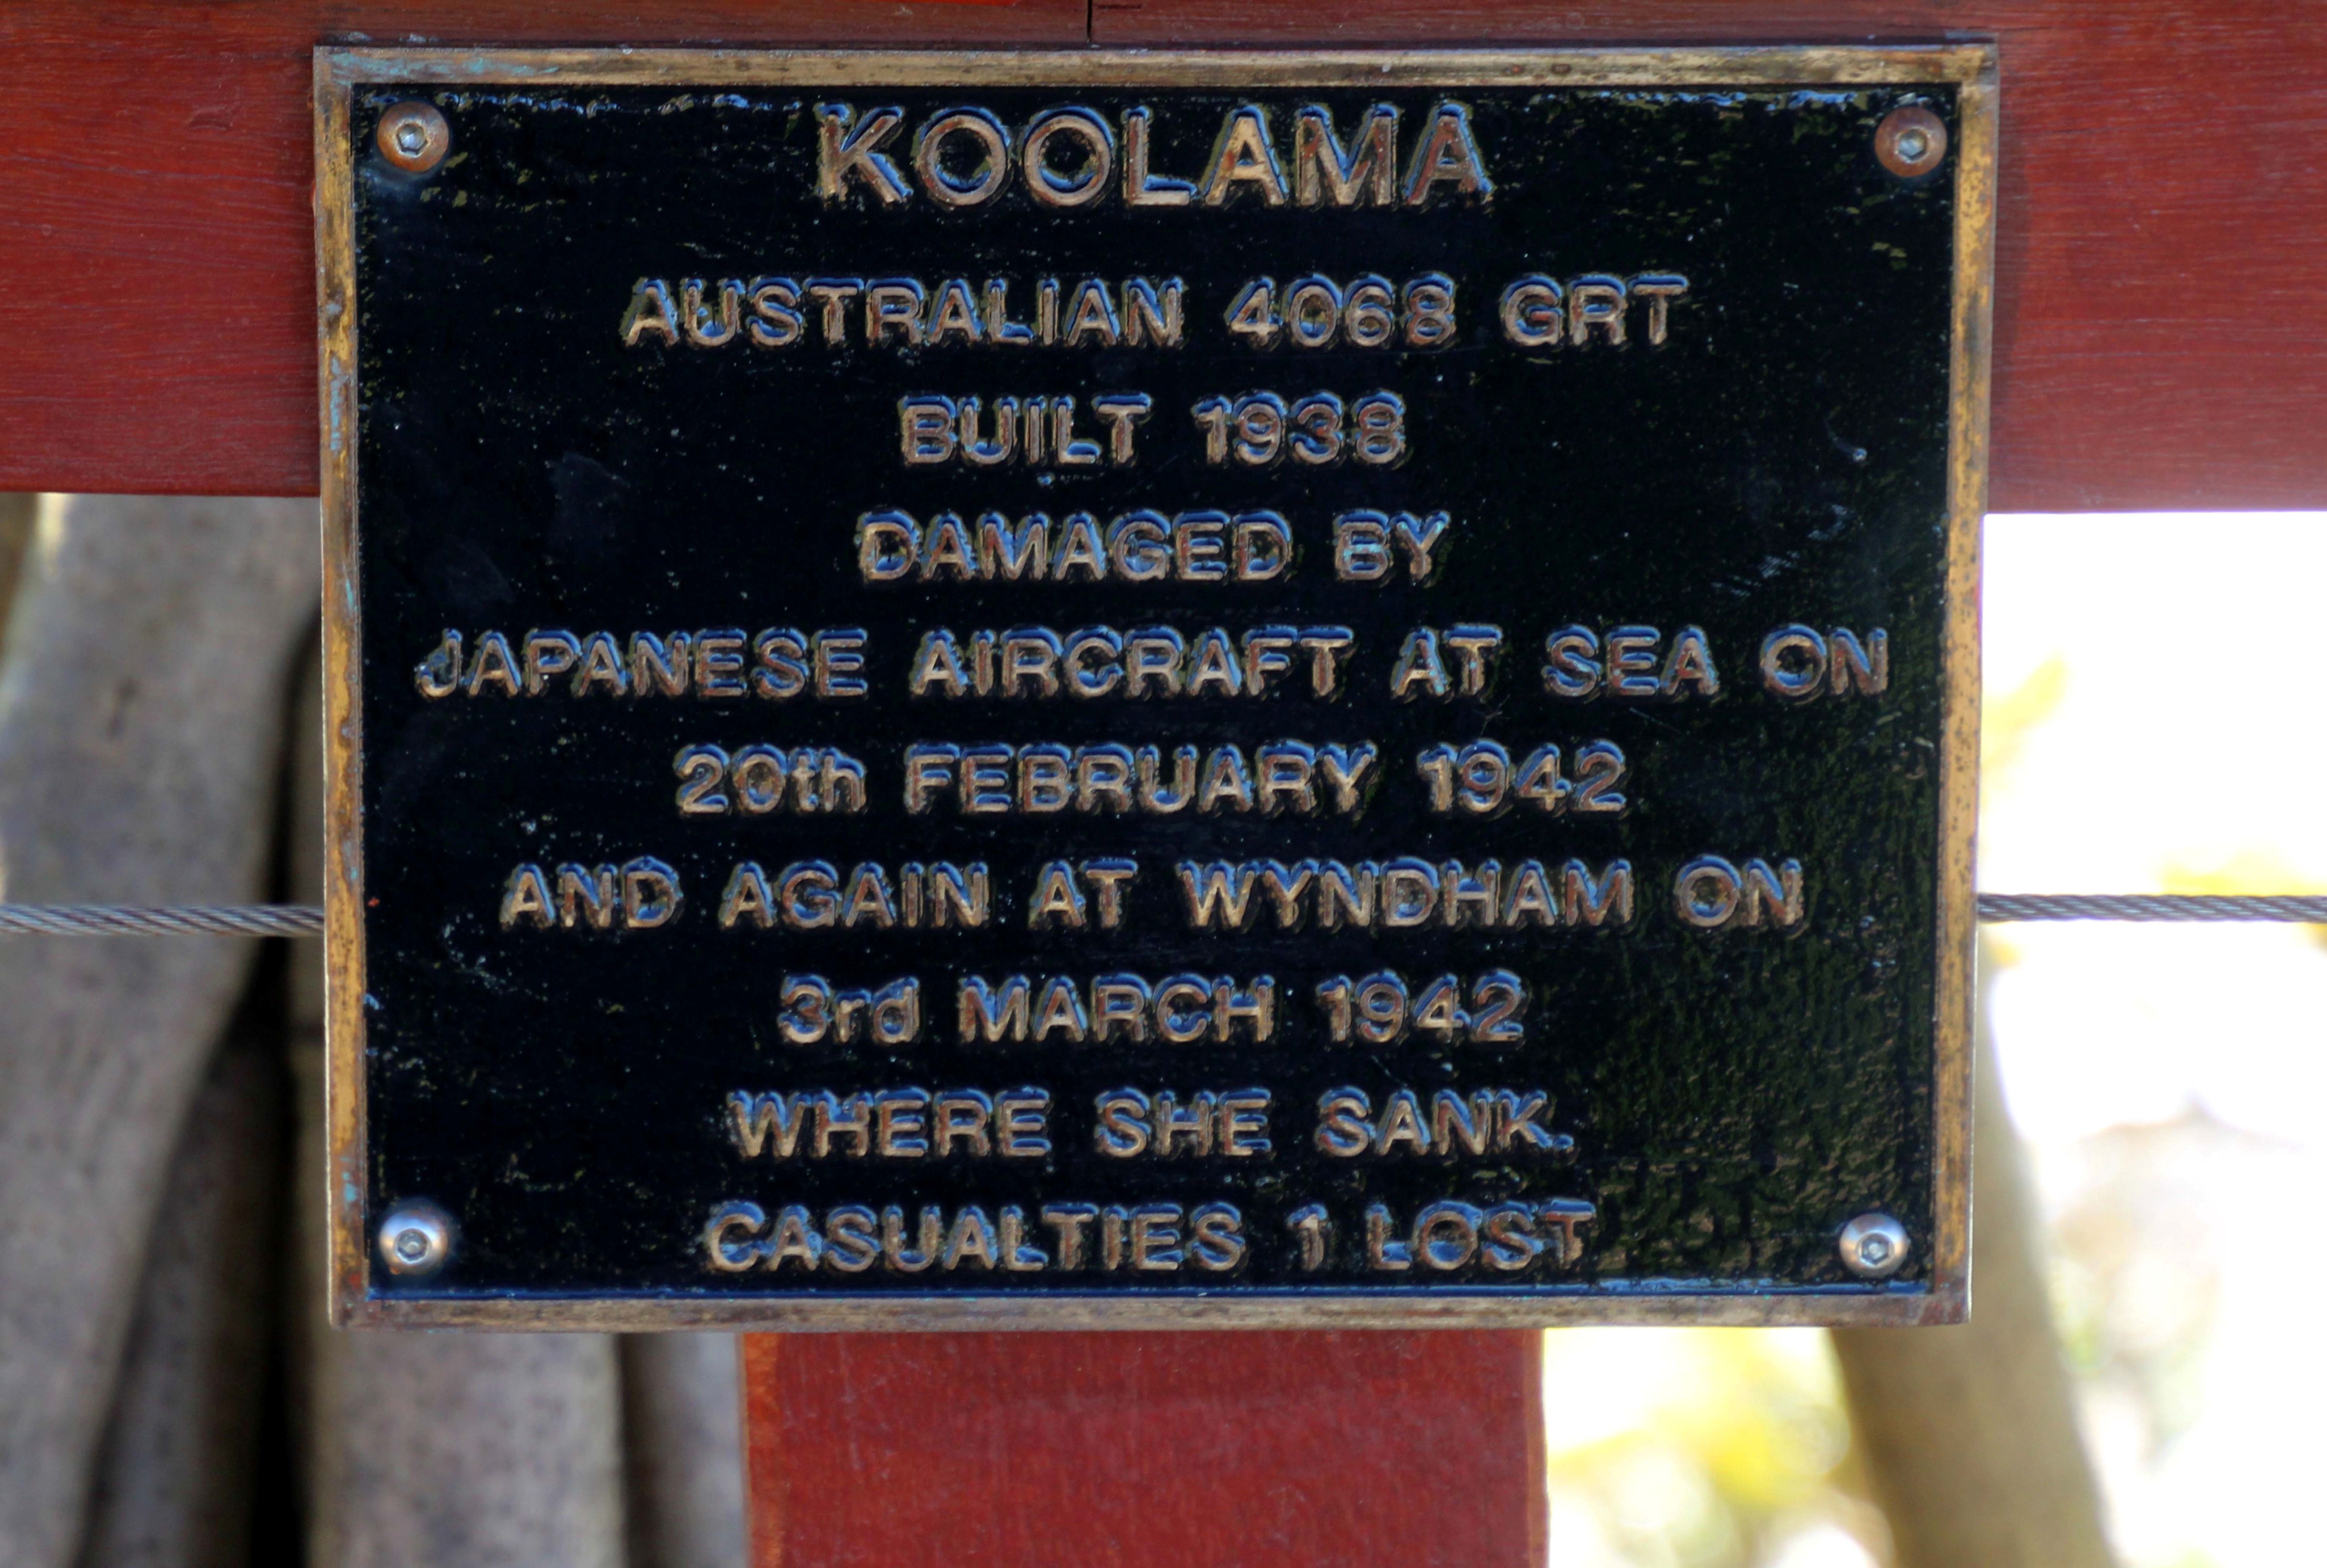 KOOLAMA
AUSTRALIAN 4068 GRT
BUILT 1938
DAMAGED BY
JAPANESE AIRCRAFT AT SEA ON
20th FEBRUARY 1942
AND AGAIN AT WYNDHAM ON
3rd MARCH 1942
WHERE SHE SANK.
CASUALTIES 1 LOST